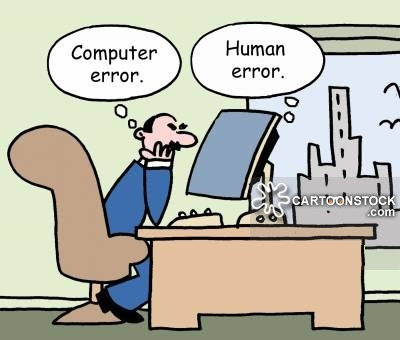 Computer
error.
Human
error.
CARTOONSTOCK
.com